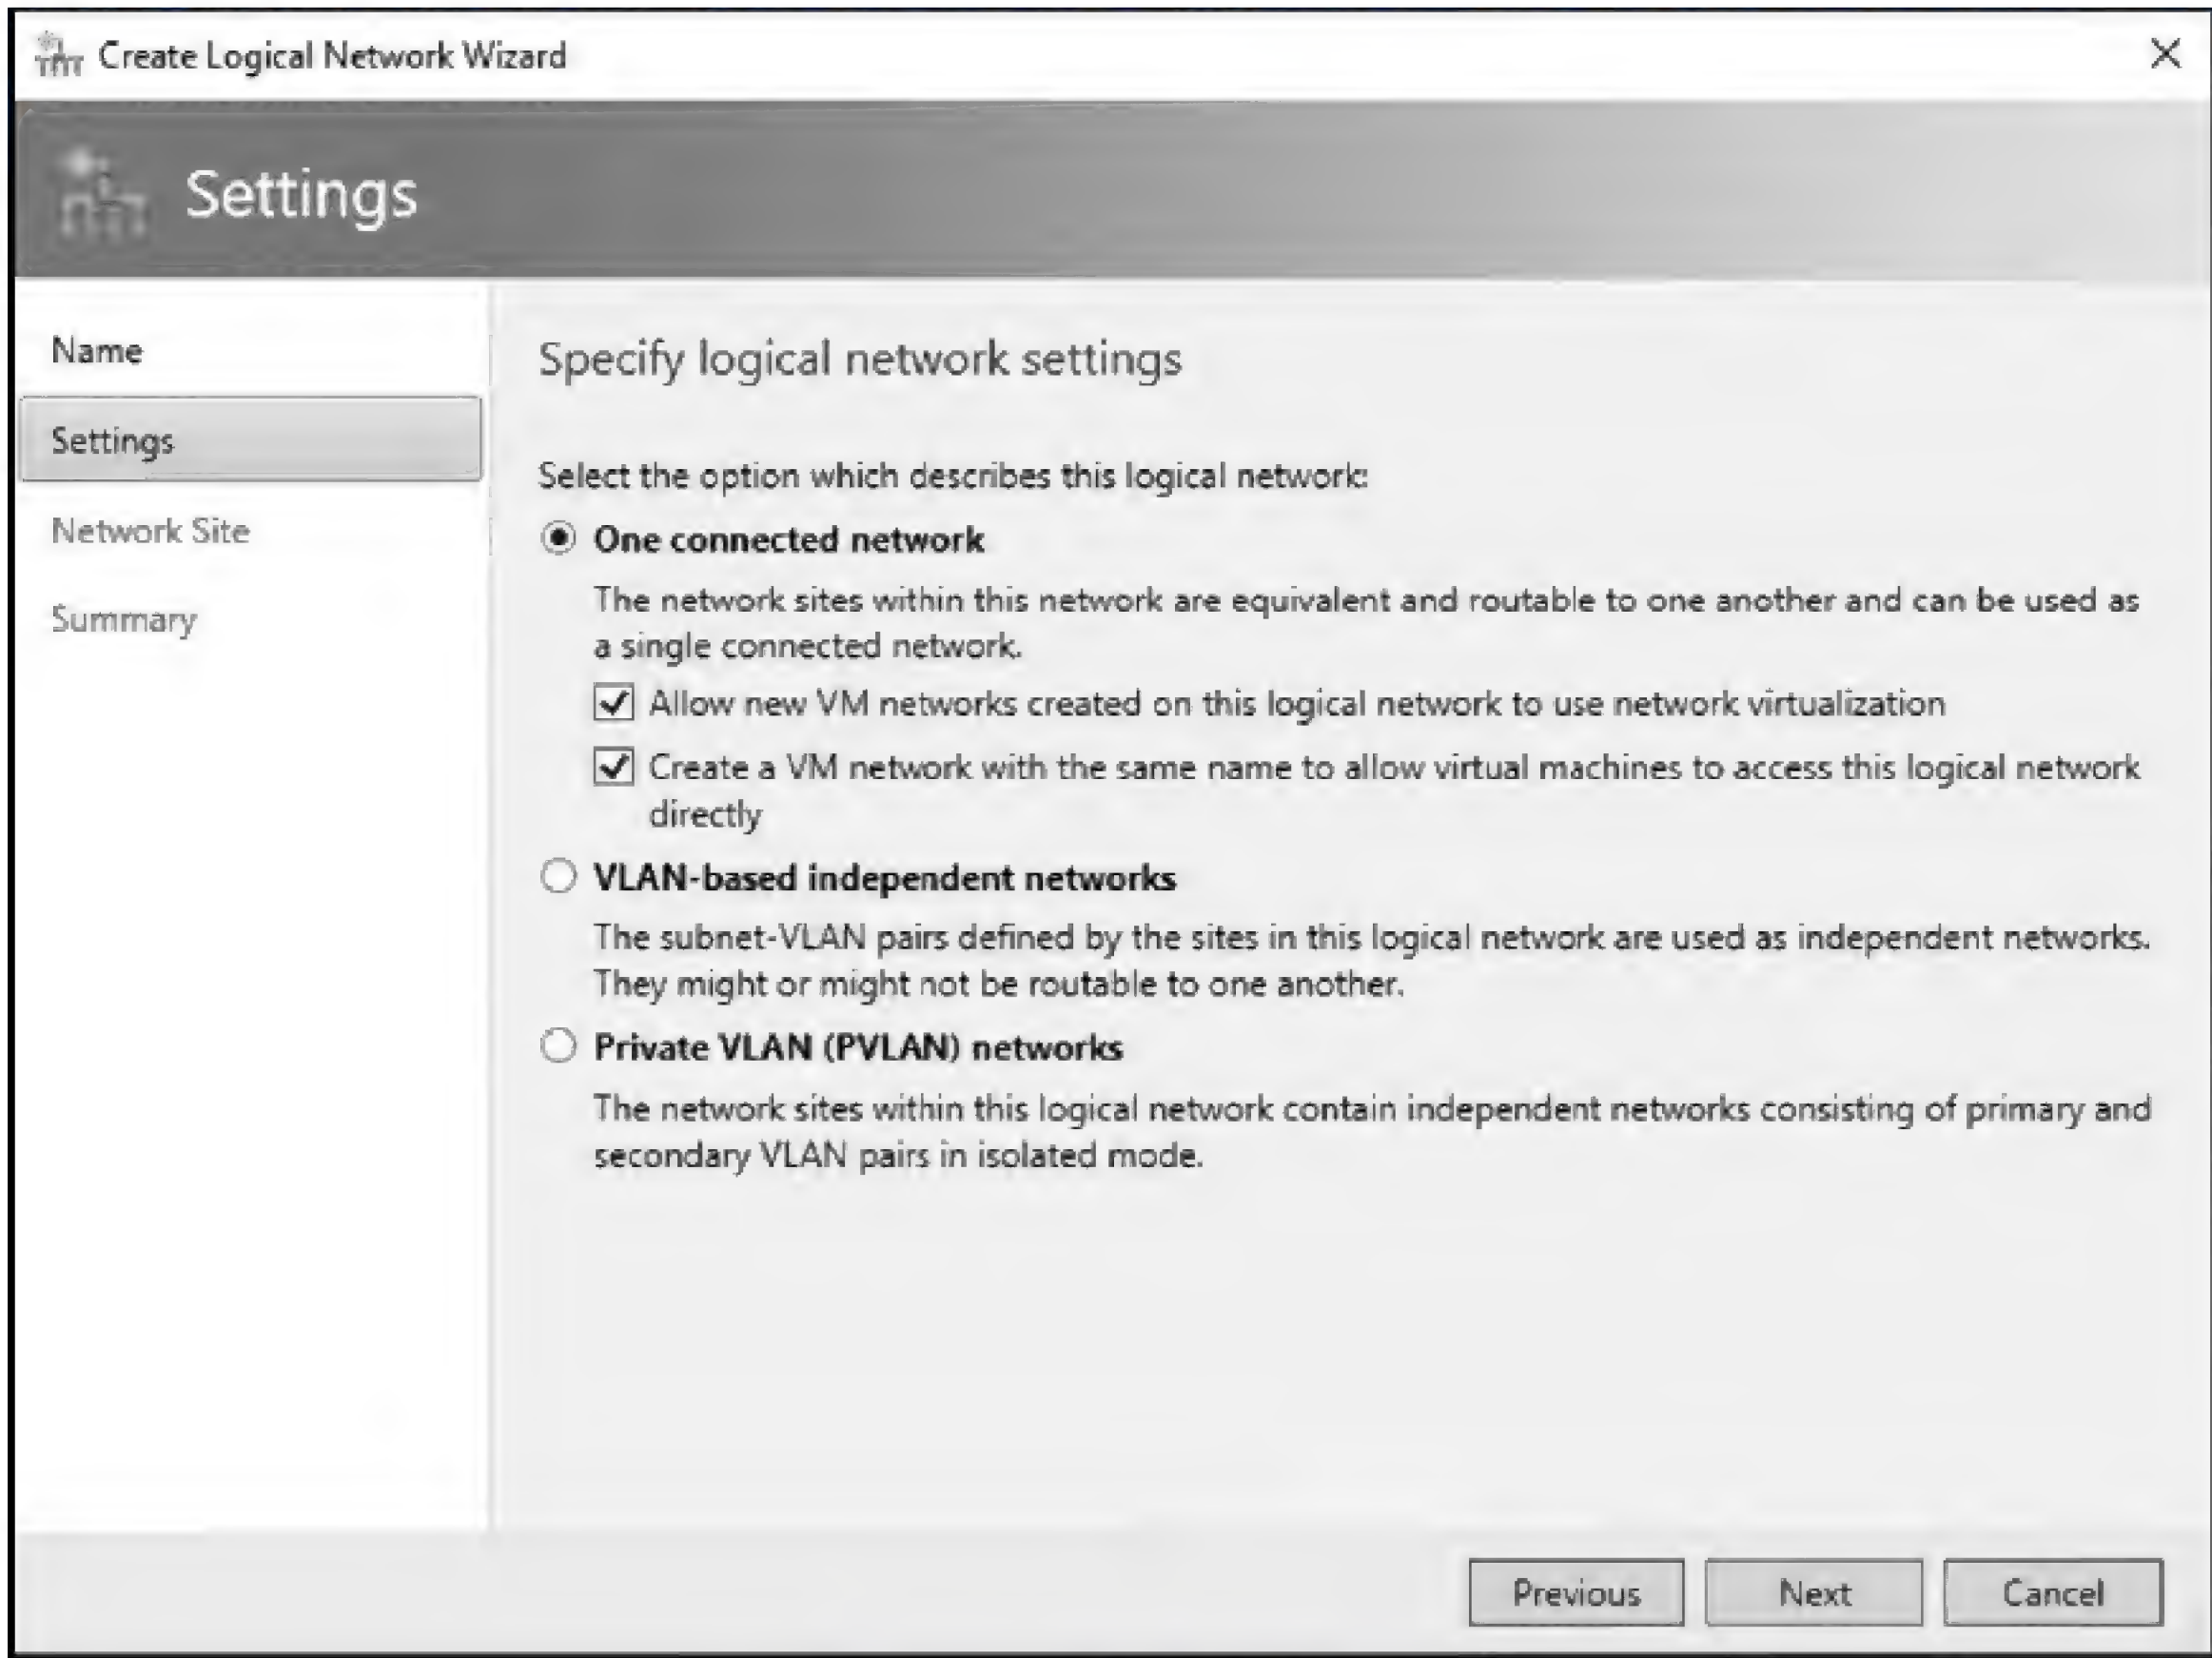 Create Logical Network Wizard
Settings
Name
Settings
Network Site
Summary
Specify logical network settings
Select the option which describes this logical network:
One connected network
The network sites within this network are equivalent and routable to one another and can be used as
a single connected network.
Allow new VM networks created on this logical network to use network virtualization
Create a VM network with the same name to allow virtual machines to access this logical network
directly
VLAN-based independent networks
The subnet-VLAN pairs defined by the sites in this logical network are used as independent networks.
They might or might not be routable to one another.
Private VLAN (PVLAN) networks
The network sites within this logical network contain independent networks consisting of primary and
secondary VLAN pairs in isolated mode.
Previous
Next
Cancel